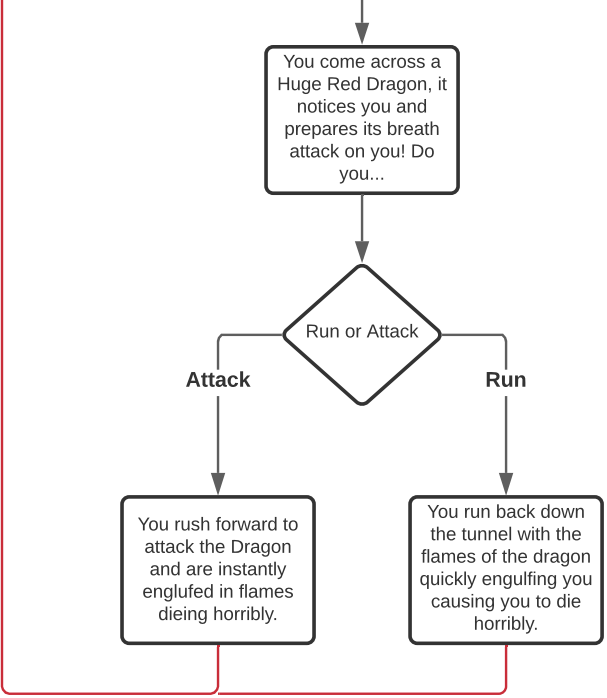 You come across a
Huge Red Dragon, it
notices you and
prepares its breath
attack on you! Do
you...
Run or Attack
Attack
Run
You rush forward to
attack the Dragon
and are instantly
englufed in flames
dieing horribly.
You run back down
the tunnel with the
flames of the dragon
quickly engulfing you
causing you to die
horribly.